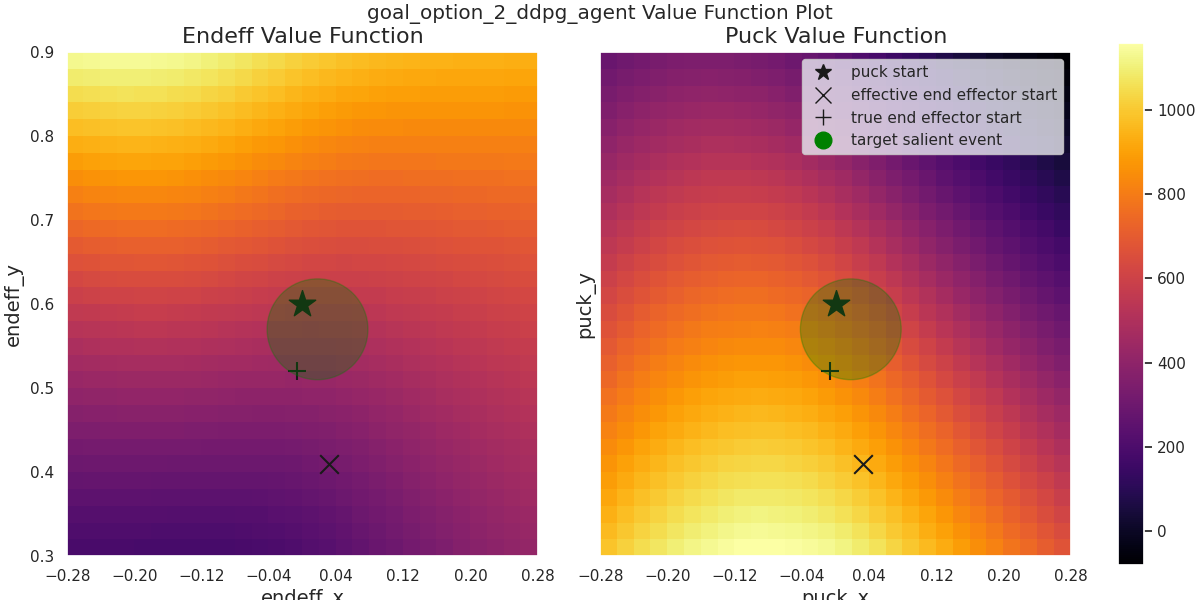 goal_option_2_ddpg_agent Value Function Plot
Endeff Value Function
Puck Value Function
0.9
0.8
0.7
0.6
0.5
0.4
0.3
endeff_y
−0.28 −0.20 −0.12 −0.04 0.04 0.12 0.20 0.28
endeff_x
puck start
effective end effector start
true end effector start
target salient event
puck_y
−0.28 −0.20 −0.12 −0.04 0.04 0.12 0.20 0.28
puck_x
1000
800
600
400
200
0